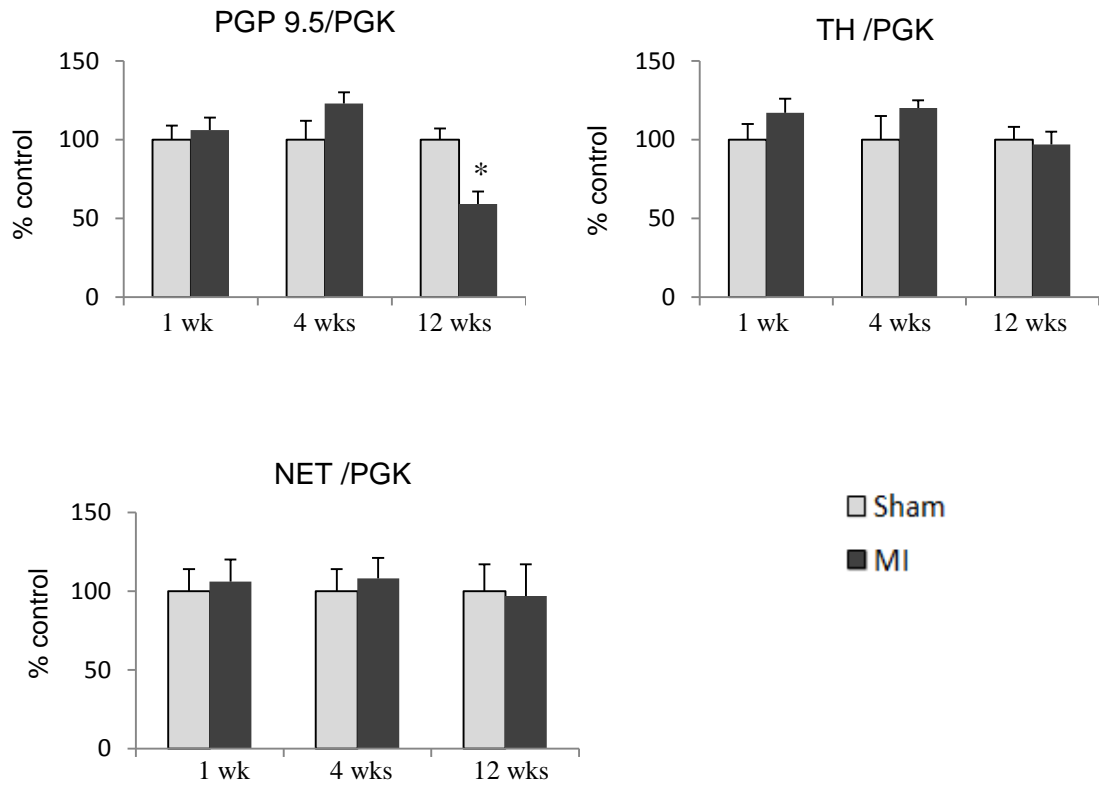 PGP 9.5/PGK
% control
150
100
50
0
*
1 wk 4 wks 12 wks
TH /PGK
% control
150
100
50
0
1 wk 4 wks 12 wks
NET /PGK
% control
150
100
50
0
1 wk 4 wks 12 wks
Sham
MI